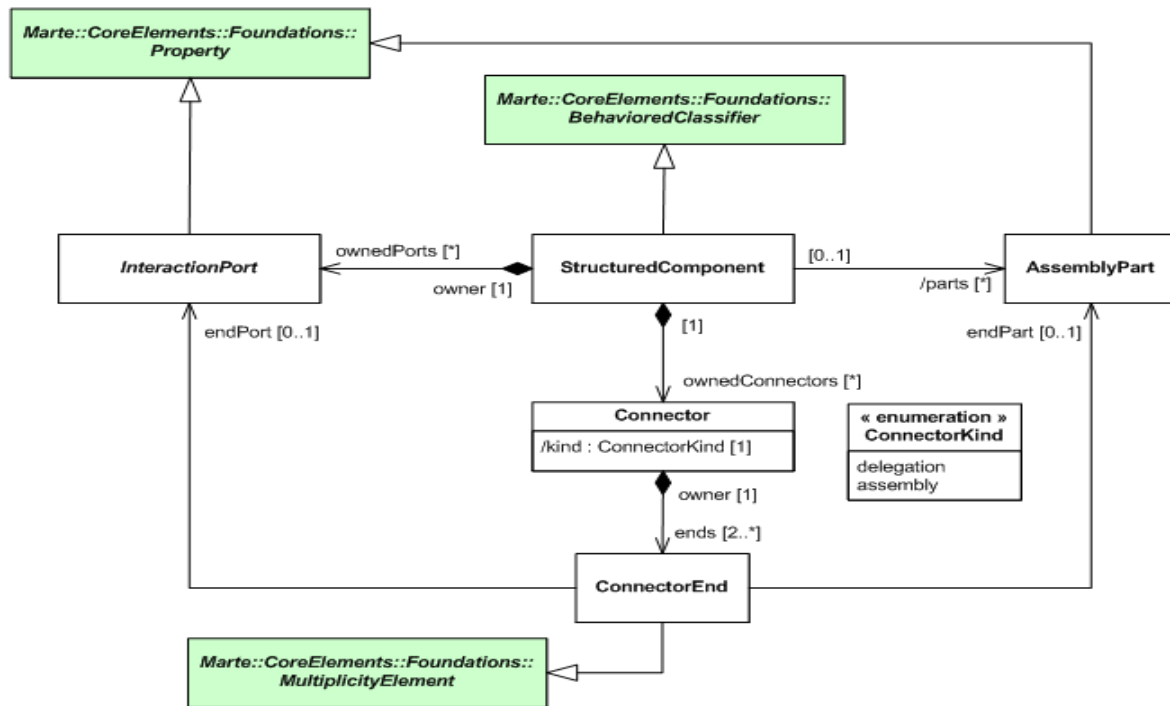 Marte::CoreElements::Foundations::
Property
Marte::CoreElements::Foundations::
BehavioredClassifier
InteractionPort
ownedPorts [*]
owner [1]
StructuredComponent
[0..1]
/parts [*]
AssemblyPart
endPort [0..1]
[1]
endPart [0..1]
ownedConnectors [*]
Connector
/kind : ConnectorKind [1]
« enumeration »
ConnectorKind
delegation
assembly
owner [1]
ends [2..*]
ConnectorEnd
Marte::CoreElements::Foundations::
MultiplicityElement